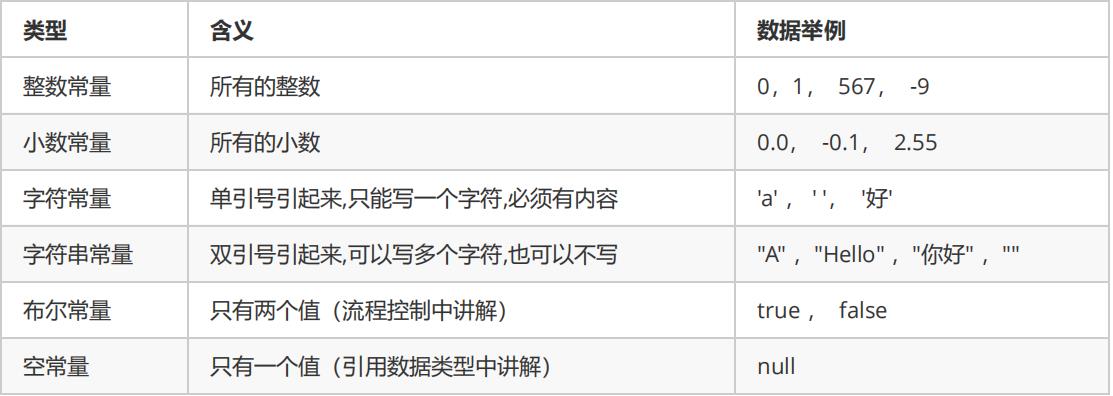 类型 含义 数据举例
整数常量 所有的整数 0，1， 567， -9
小数常量 所有的小数 0.0， -0.1， 2.55
字符常量 单引号引起来,只能写一个字符,必须有内容 'a' ，' '， '好'
字符串常量 双引号引起来,可以写多个字符,也可以不写 "A" ，"Hello" ，"你好" ，""
布尔常量 只有两个值（流程控制中讲解） true ， false
空常量 只有一个值（引用数据类型中讲解） null